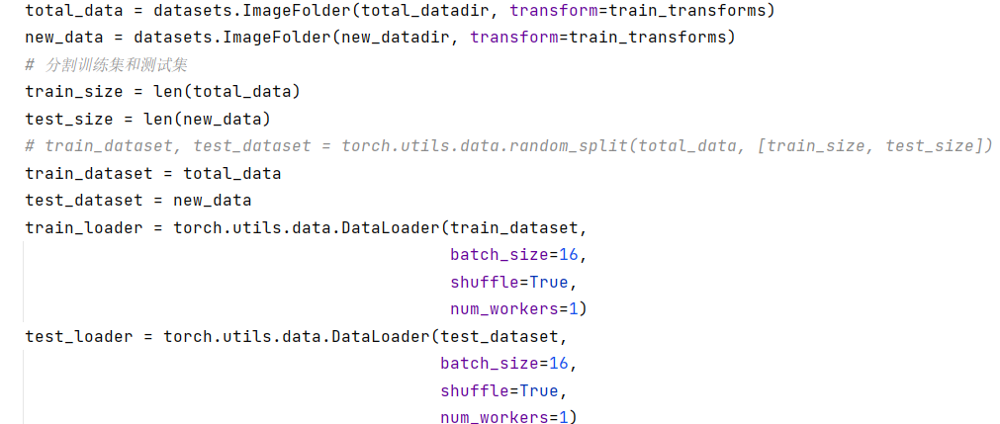 total_data = datasets.ImageFolder(total_datadir, transform=train_transforms)
new_data = datasets.ImageFolder(new_datadir, transform=train_transforms)
# 分割训练集和测试集
train_size = len(total_data)
test_size = len(new_data)
# train_dataset, test_dataset = torch.utils.data.random_split(total_data, [train_size, test_size])
train_dataset = total_data
test_dataset = new_data
train_loader = torch.utils.data.DataLoader(train_dataset,
batch_size=16,
shuffle=True,
num_workers=1)
test_loader = torch.utils.data.DataLoader(test_dataset,
batch_size=16,
shuffle=True,
num_workers=1)